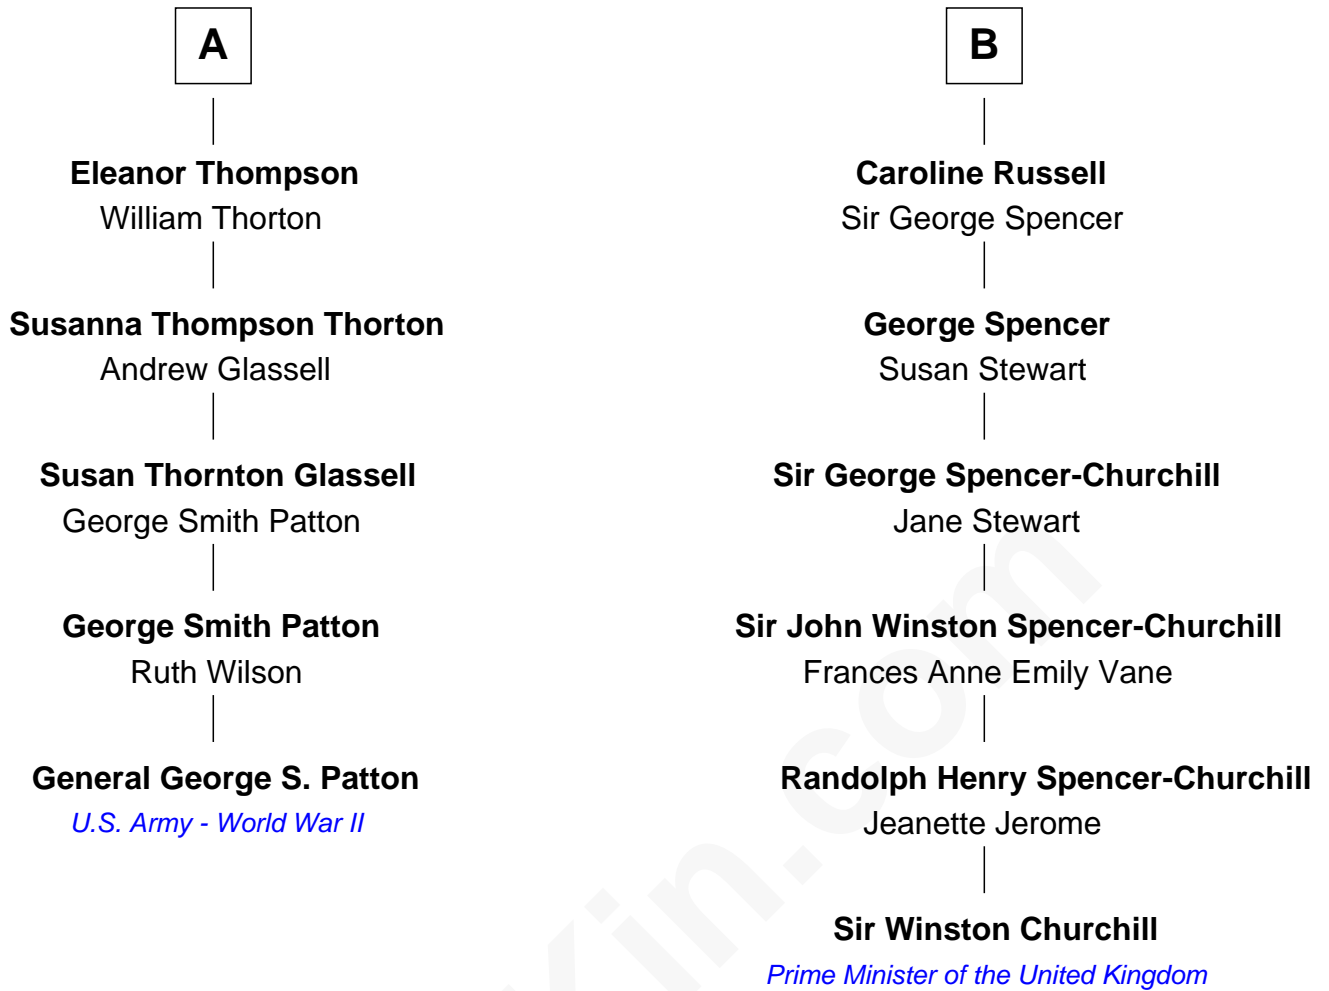 A
Eleanor Thompson
William Thorton
Susanna Thompson Thorton
Andrew Glassell
Susan Thornton Glassell
George Smith Patton
George Smith Patton
Ruth Wilson
General George S. Patton
U.S. Army - World War II
B
Caroline Russell
Sir George Spencer
George Spencer
Susan Stewart
Sir George Spencer-Churchill
Jane Stewart
Sir John Winston Spencer-Churchill
Frances Anne Emily Vane
Randolph Henry Spencer-Churchill
Jeanette Jerome
Sir Winston Churchill
Prime Minister of the United Kingdom